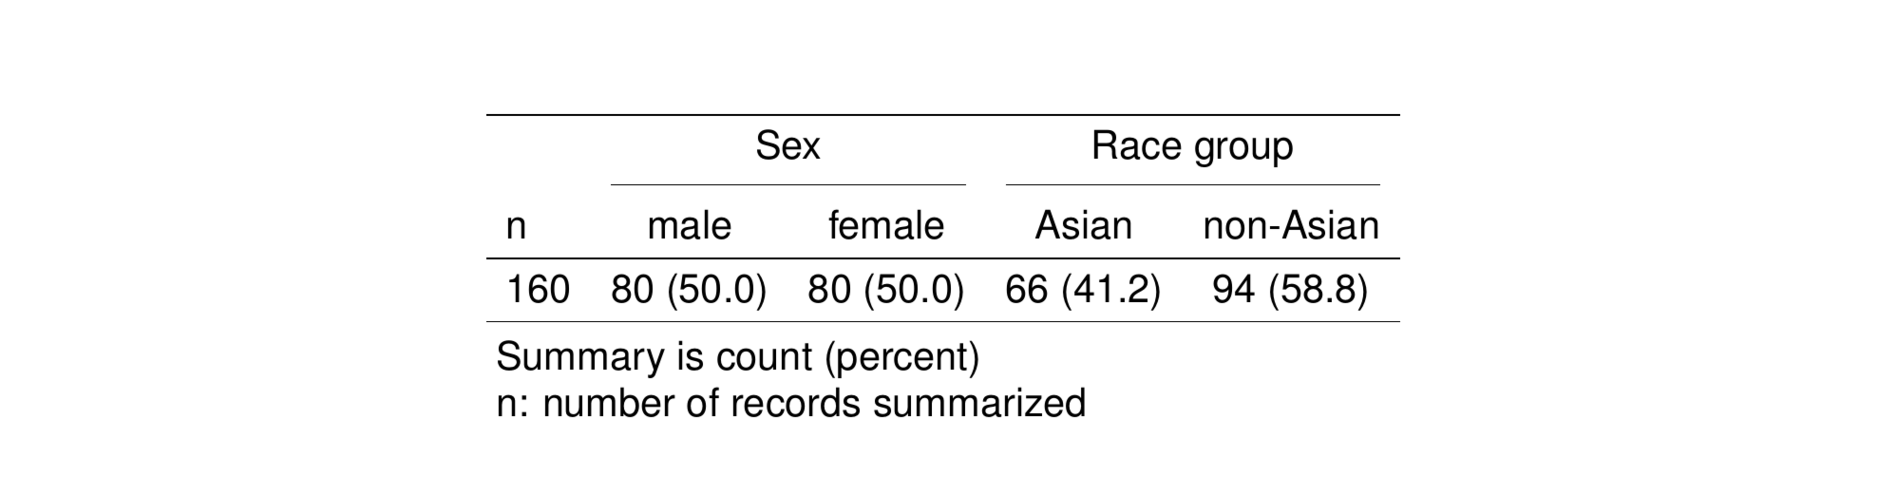 Sex Race group
n male female Asian non-Asian
160 80 (50.0) 80 (50.0) 66 (41.2) 94 (58.8)
Summary is count (percent)
n: number of records summarized